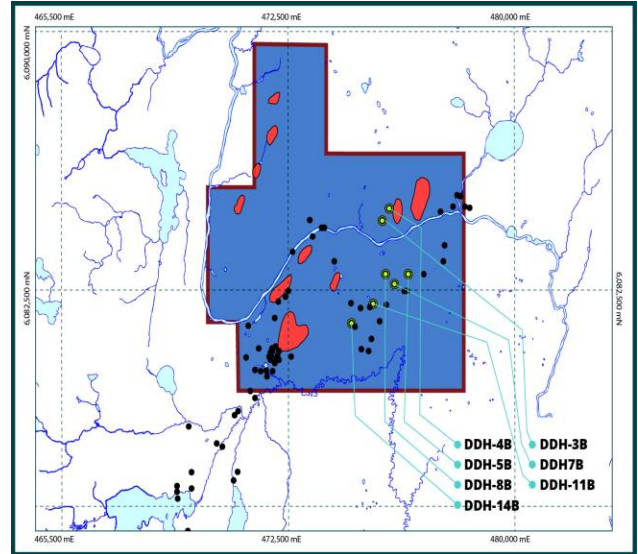 465,500 mE 472,500 mE 480,000 mE
6,090,000 mN
6,082,500 mN 6,082,500 mN
DDH-4B DDH-3B
DDH-5B DDH7B
DDH-8B DDH-11B
DDH-14B
465,500 mE 472,500 mE 480,000 mE